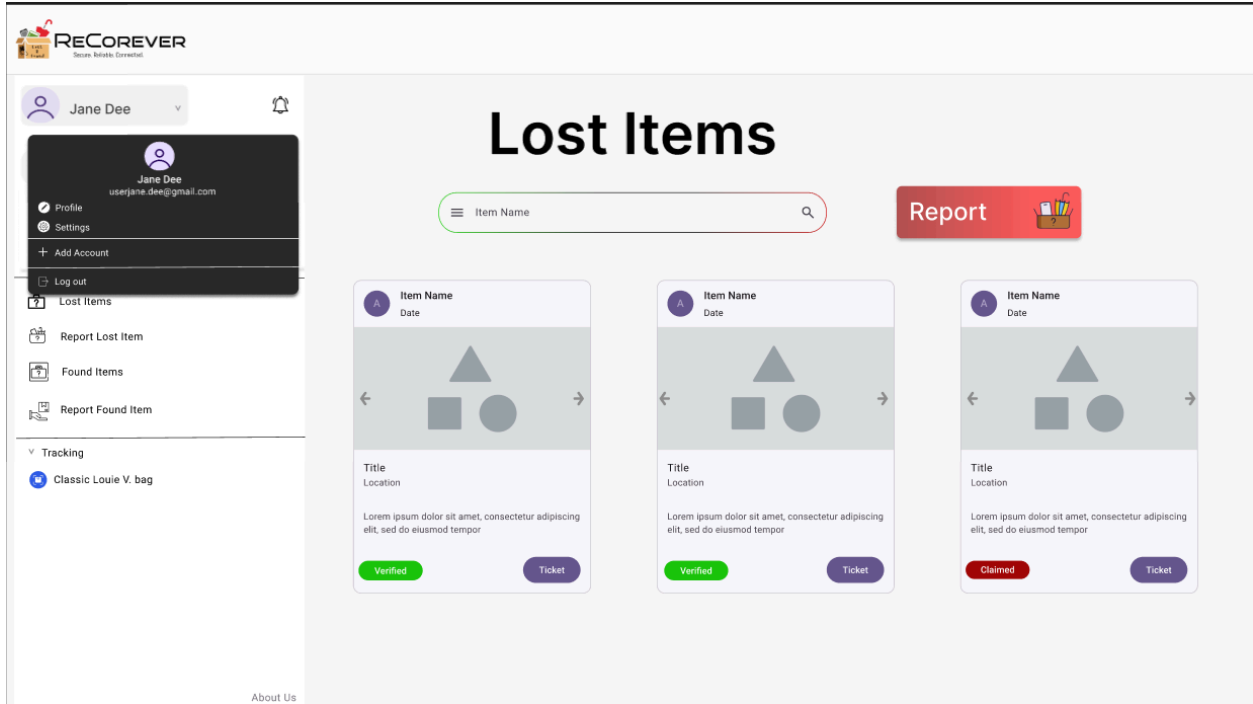 RECOREVER
Secure. Reliable. Connected.
Jane Dee
Jane Dee
userjane.dee@gmail.com
Profile
Settings
Add Account
Log out
Lost Items
Report Lost Item
Found Items
Report Found Item
Tracking
Classic Louie V. bag
About Us
Lost Items
Item Name
Report
?
A
Item Name
Date
Title
Location
Lorem ipsum dolor sit amet, consectetur adipiscing
elit, sed do eiusmod tempor
Verified
Ticket
A
Item Name
Date
Title
Location
Lorem ipsum dolor sit amet, consectetur adipiscing
elit, sed do eiusmod tempor
Verified
Ticket
A
Item Name
Date
Title
Location
Lorem ipsum dolor sit amet, consectetur adipiscing
elit, sed do eiusmod tempor
Claimed
Ticket